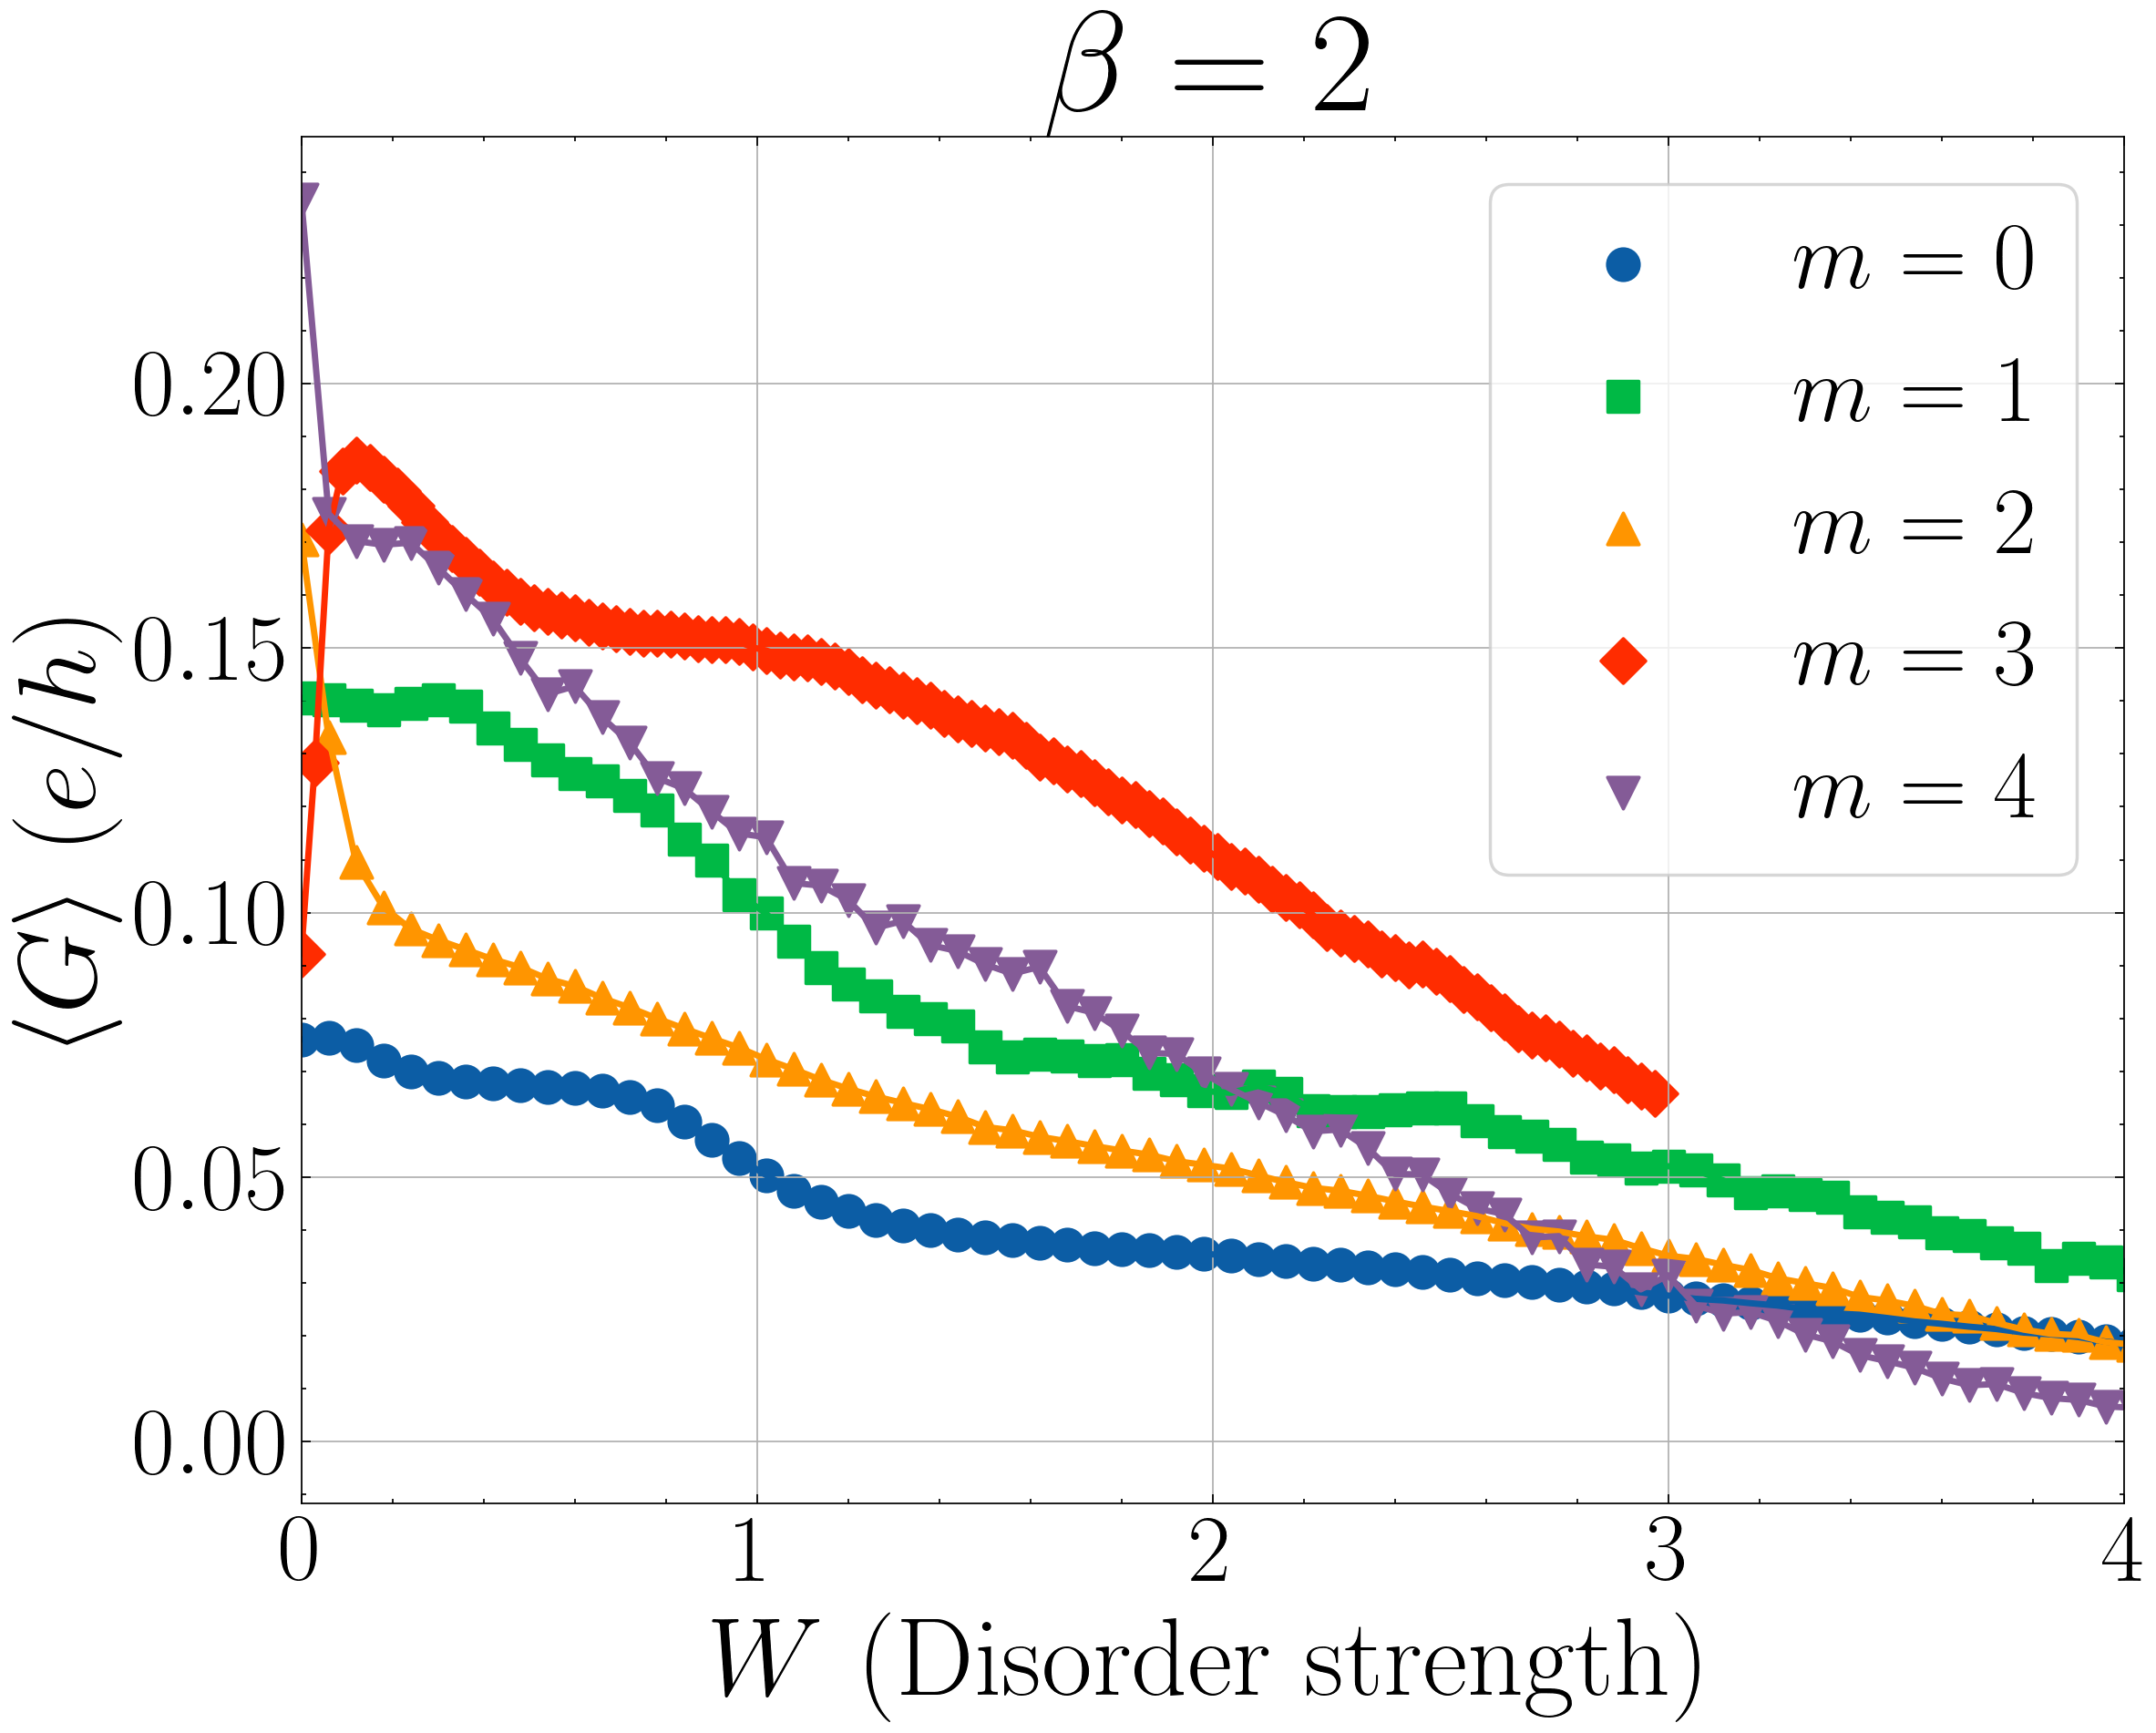 β = 2
⟨G⟩ (e/h)
0.20
0.15
0.10
0.05
0.00
m = 0
m = 1
m = 2
m = 3
m = 4
0 1 2 3 4
W (Disorder strength)